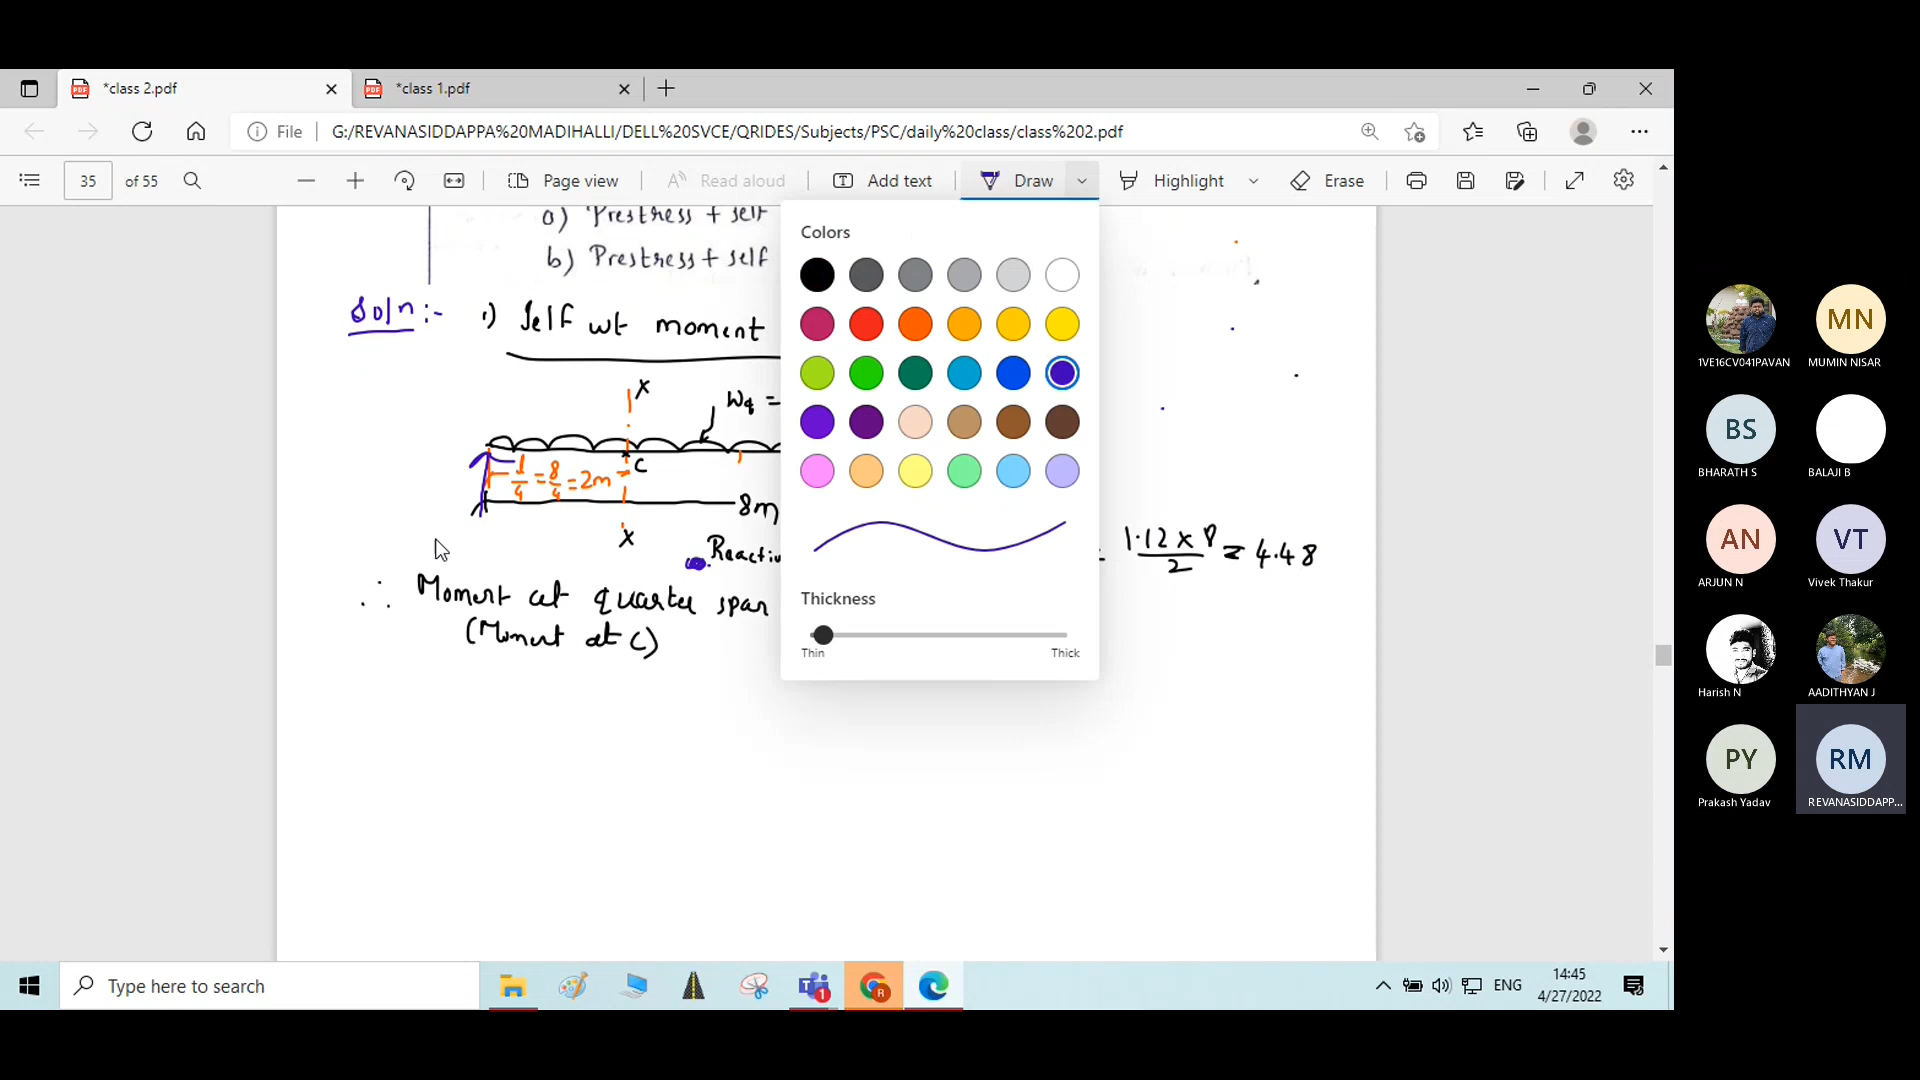 *class 2.pdf
*class 1.pdf
File
G:/REVANASIDDAPPA%20MADIHALLI/DELL%20SVCE/QRIDES/Subjects/PSC/daily%20class/class%202.pdf
35 of 55
Page view
Read aloud
Add text
Draw
Highlight
Erase
a) Prestress + self
b) Prestress + self
Soln :-
1) Self wt moment
X
Wq =
C
l/4 = 8/4 = 2m
8m
X
1.12 x 8 / 2 = 4.48
∴ Moment at quarter span
(Moment at C)
Colors
Thickness
Thin
Thick
1VE16CV041PAVAN
MN
MUMIN NISAR
BS
BHARATH S
BALAJI B
AN
ARJUN N
VT
Vivek Thakur
Harish N
AADITHYAN J
PY
Prakash Yadav
RM
REVANASIDDAPP...
Type here to search
1
R
ENG
14:45
4/27/2022